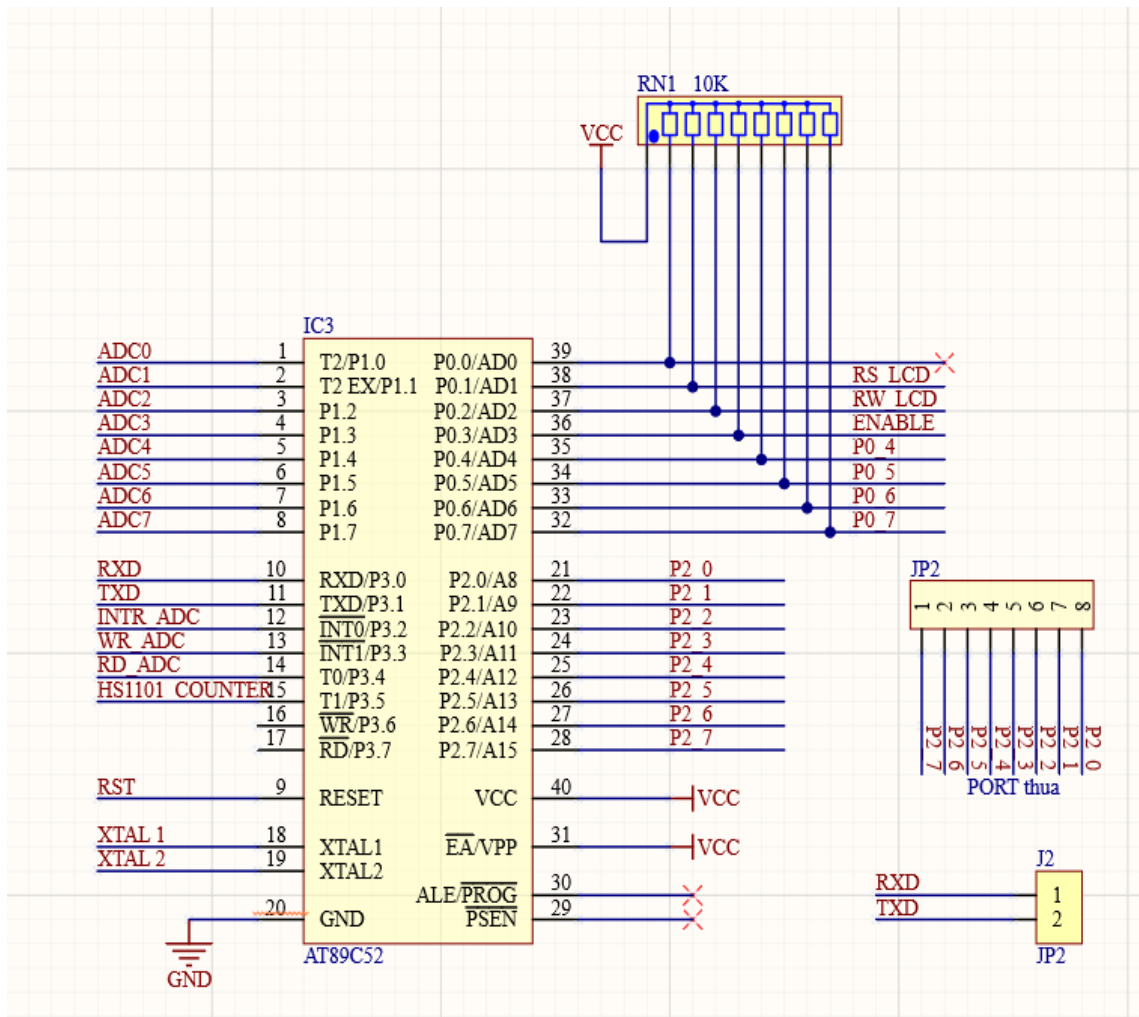 RN1 10K
VCC
IC3
ADC0 1 T2/P1.0 P0.0/AD0 39
ADC1 2 T2 EX/P1.1 P0.1/AD1 38 RS_LCD
ADC2 3 P1.2 P0.2/AD2 37 RW_LCD
ADC3 4 P1.3 P0.3/AD3 36 ENABLE
ADC4 5 P1.4 P0.4/AD4 35 P0_4
ADC5 6 P1.5 P0.5/AD5 34 P0_5
ADC6 7 P1.6 P0.6/AD6 33 P0_6
ADC7 8 P1.7 P0.7/AD7 32 P0_7
RXD 10 RXD/P3.0 P2.0/A8 21 P2_0
TXD 11 TXD/P3.1 P2.1/A9 22 P2_1
INTR_ADC 12 INT0/P3.2 P2.2/A10 23 P2_2
WR_ADC 13 INT1/P3.3 P2.3/A11 24 P2_3
RD_ADC 14 T0/P3.4 P2.4/A12 25 P2_4
HS1101_COUNTER 15 T1/P3.5 P2.5/A13 26 P2_5
16 WR/P3.6 P2.6/A14 27 P2_6
17 RD/P3.7 P2.7/A15 28 P2_7
RST 9 RESET VCC 40 VCC
XTAL 1 18 XTAL1 EA/VPP 31 VCC
XTAL 2 19 XTAL2
ALE/PROG 30
20 GND PSEN 29
GND
AT89C52
JP2
1 2 3 4 5 6 7 8
P2_7 P2_6 P2_5 P2_4 P2_3 P2_2 P2_1 P2_0
PORT thua
J2
RXD 1
TXD 2
JP2